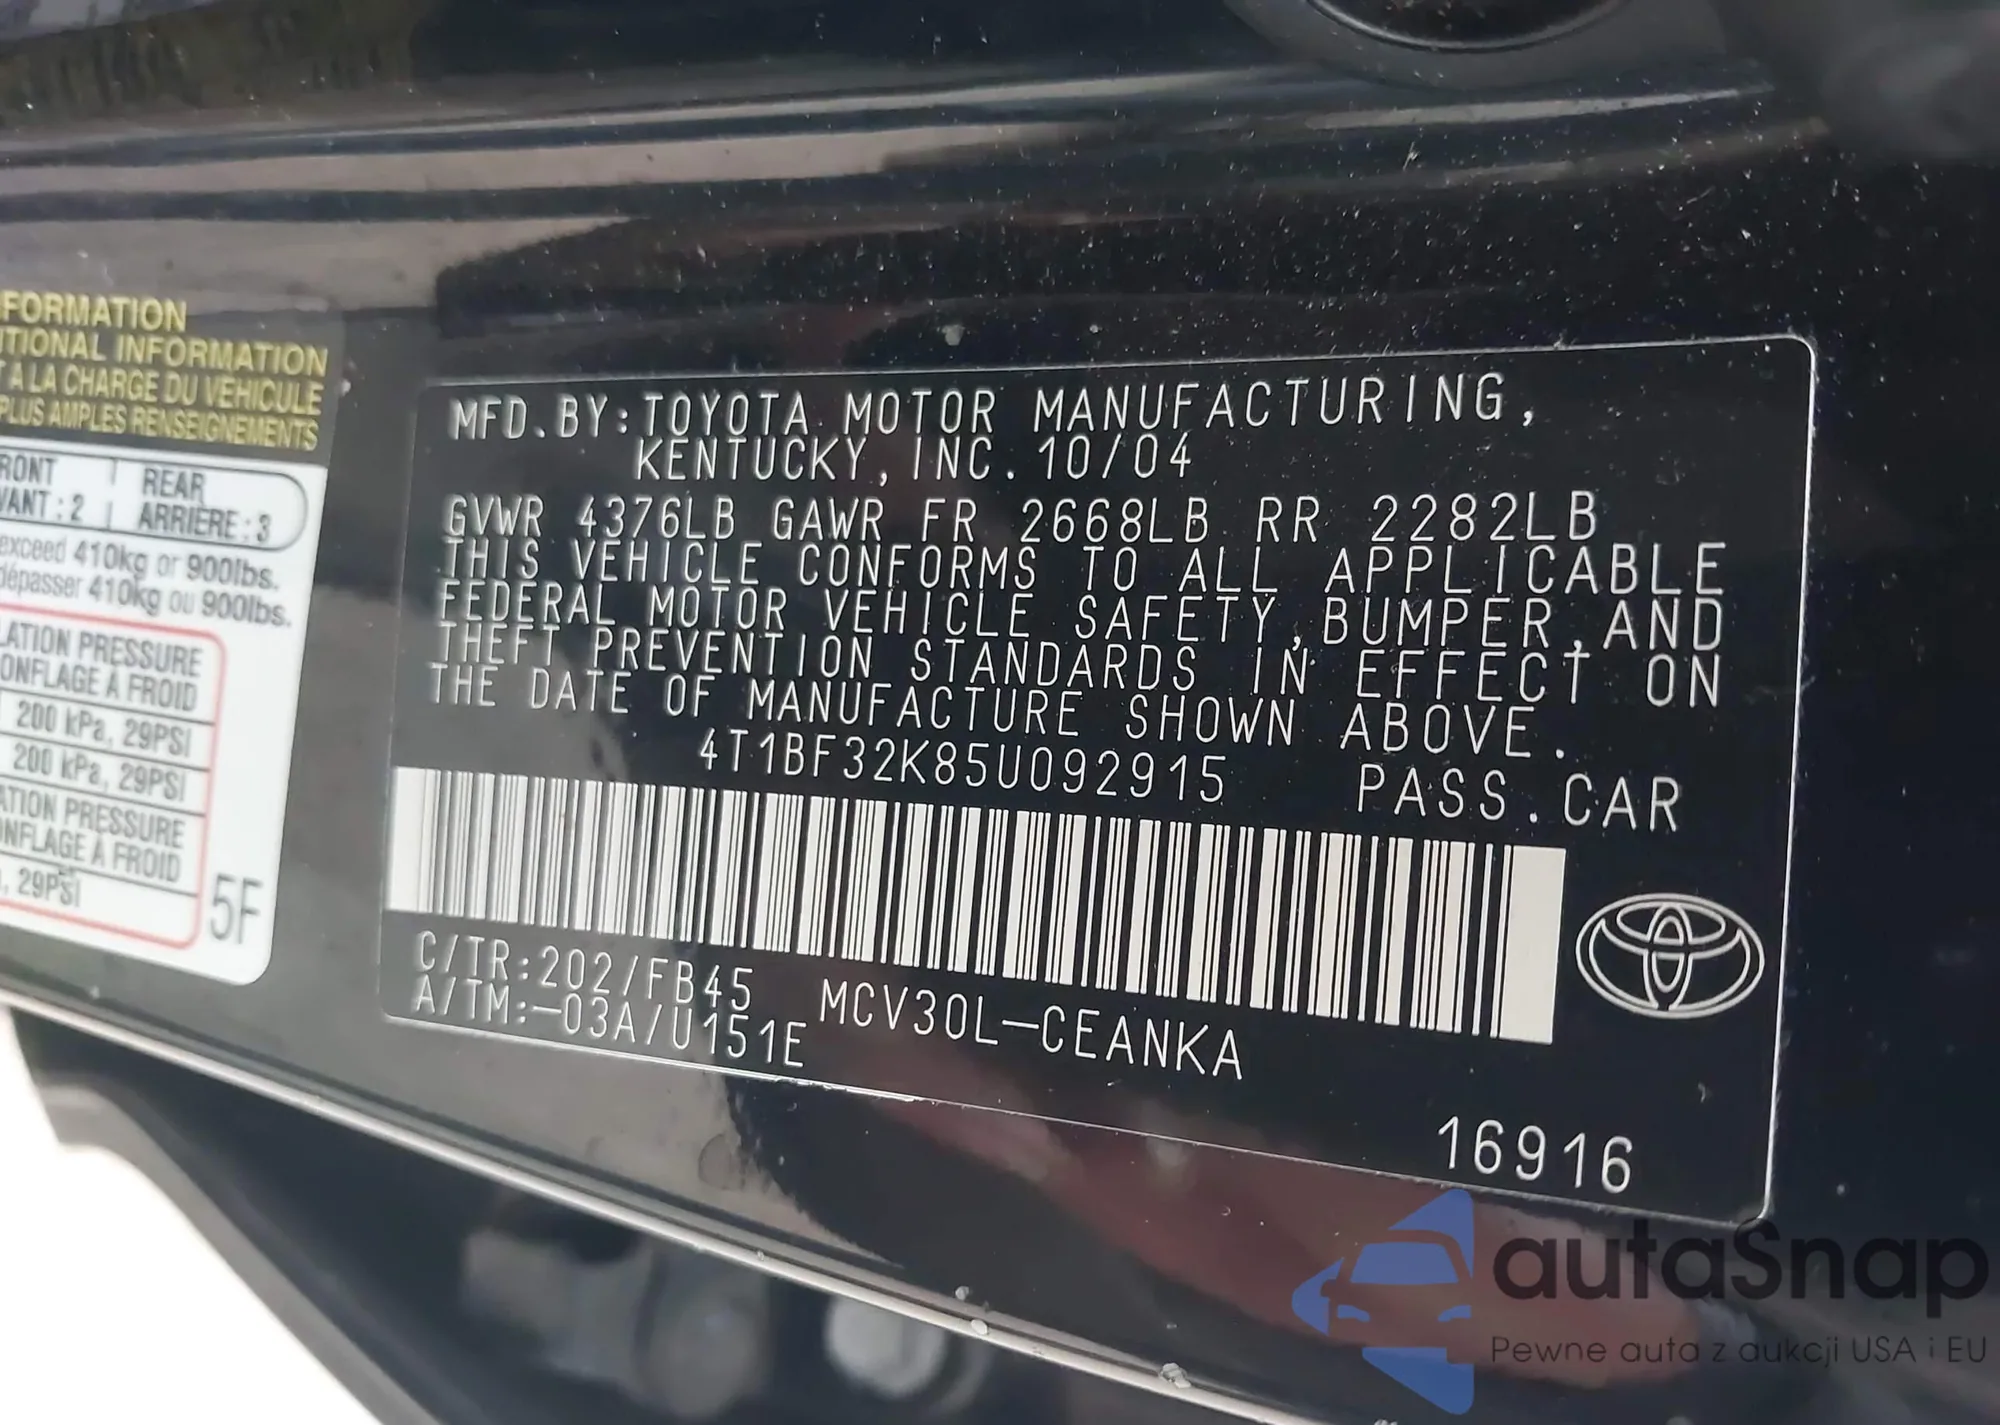 FORMATION
TIONAL INFORMATION
T À LA CHARGE DU VÉHICULE
PLUS AMPLES RENSEIGNEMENTS
RONT REAR
VANT : 2 ARRIÈRE : 3
exceed 410kg or 900lbs.
dépasser 410kg ou 900lbs.
LATION PRESSURE
ONFLAGE À FROID
200 kPa, 29PSI
200 kPa, 29PSI
ATION PRESSURE
ONFLAGE À FROID
, 29PSI
5F
MFD.BY:TOYOTA MOTOR MANUFACTURING,
KENTUCKY,INC.10/04
GVWR 4376LB GAWR FR 2668LB RR 2282LB
THIS VEHICLE CONFORMS TO ALL APPLICABLE
FEDERAL MOTOR VEHICLE SAFETY,BUMPER,AND
THEFT PREVENTION STANDARDS IN EFFECT ON
THE DATE OF MANUFACTURE SHOWN ABOVE.
4T1BF32K85U092915 PASS.CAR
C/TR:202/FB45 MCV30L-CEANKA
A/TM:-03A/U151E
16916
autaSnap
Pewne auta z aukcji USA i EU